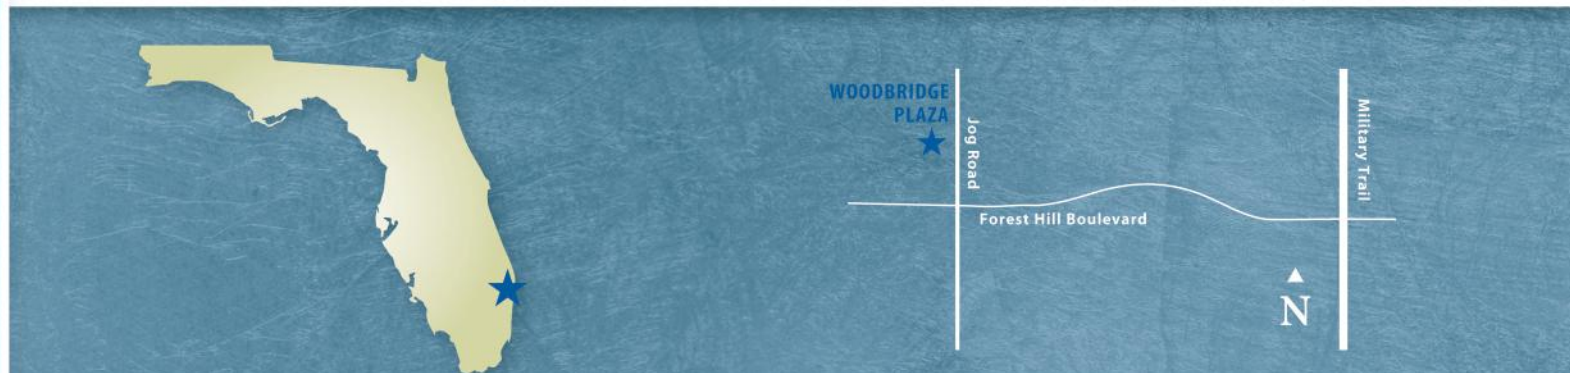 WOODBRIDGE
PLAZA
Jog Road
Military Trail
Forest Hill Boulevard
N